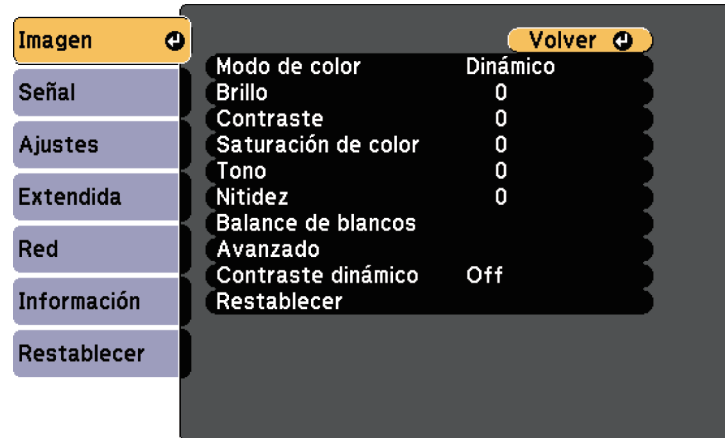 Imagen
Señal
Ajustes
Extendida
Red
Información
Restablecer
Volver
Modo de color Dinámico
Brillo 0
Contraste 0
Saturación de color 0
Tono 0
Nitidez 0
Balance de blancos
Avanzado
Contraste dinámico Off
Restablecer